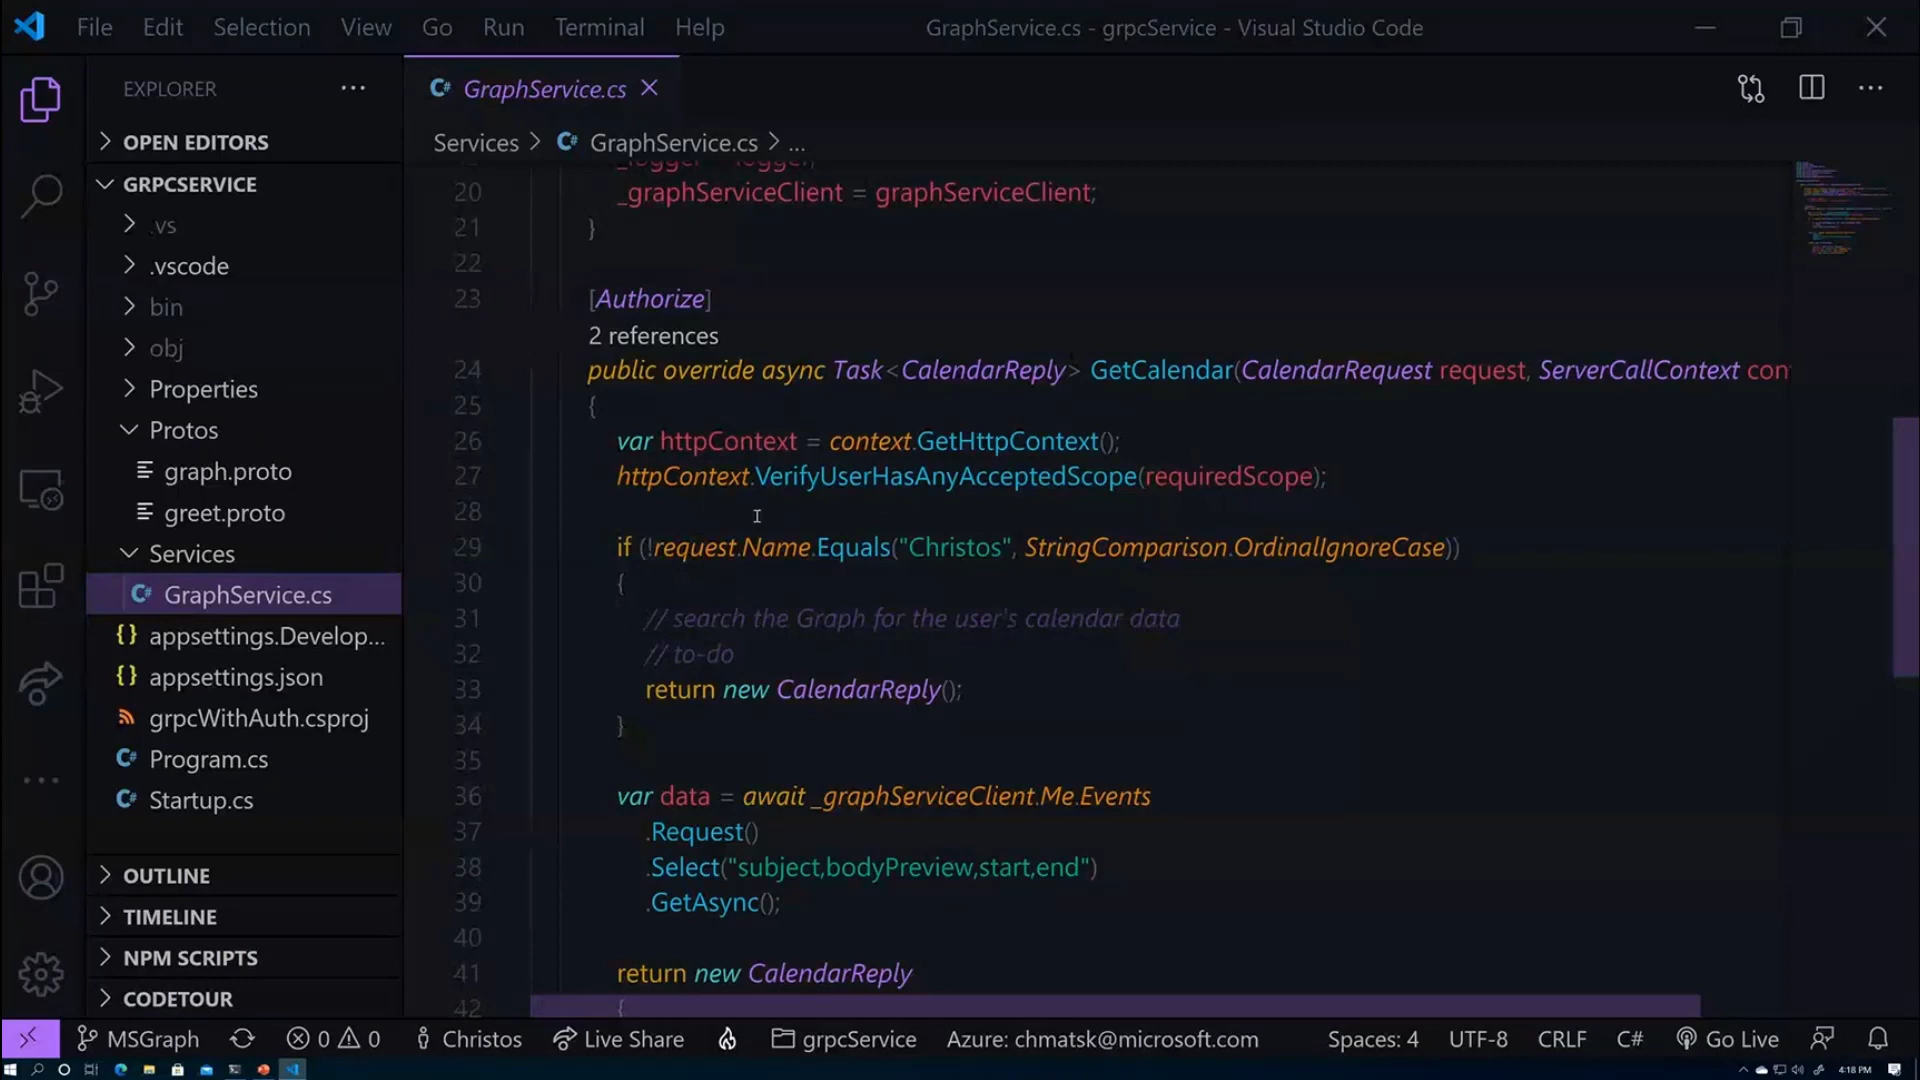 File Edit Selection View Go Run Terminal Help GraphService.cs - grpcService - Visual Studio Code
EXPLORER ...
OPEN EDITORS
GRPCSERVICE
.vs
.vscode
bin
obj
Properties
Protos
graph.proto
greet.proto
Services
GraphService.cs
appsettings.Develop...
appsettings.json
grpcWithAuth.csproj
Program.cs
Startup.cs
OUTLINE
TIMELINE
NPM SCRIPTS
CODETOUR
GraphService.cs
Services > GraphService.cs > ...
_logger = logger;
20 _graphServiceClient = graphServiceClient;
21 }
22
23 [Authorize]
2 references
24 public override async Task<CalendarReply> GetCalendar(CalendarRequest request, ServerCallContext con
25 {
26 var httpContext = context.GetHttpContext();
27 httpContext.VerifyUserHasAnyAcceptedScope(requiredScope);
28
29 if (!request.Name.Equals("Christos", StringComparison.OrdinalIgnoreCase))
30 {
31 // search the Graph for the user's calendar data
32 // to-do
33 return new CalendarReply();
34 }
35
36 var data = await _graphServiceClient.Me.Events
37 .Request()
38 .Select("subject,bodyPreview,start,end")
39 .GetAsync();
40
41 return new CalendarReply
42 {
MSGraph 0 0 Christos Live Share grpcService Azure: chmatsk@microsoft.com Spaces: 4 UTF-8 CRLF C# Go Live
4:18 PM